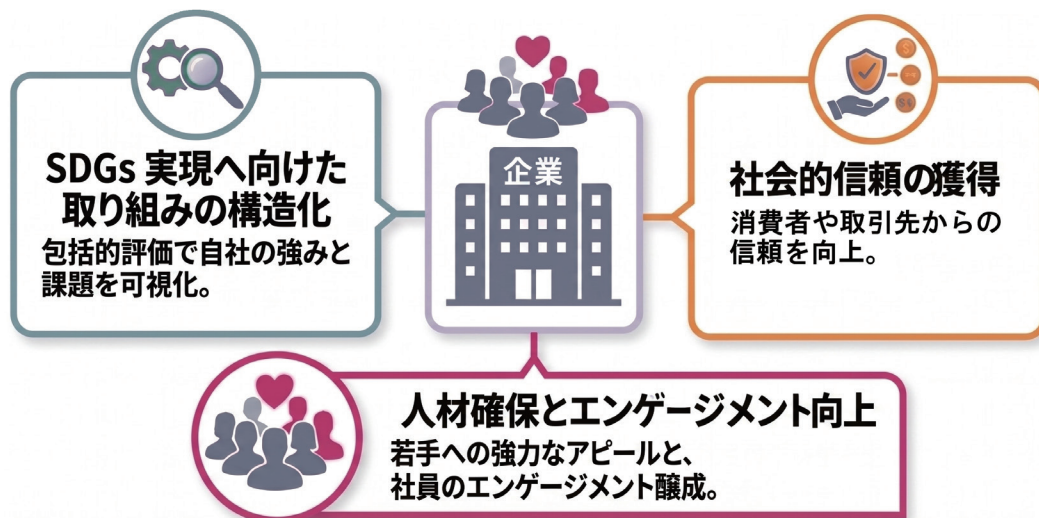 SDGs 実現へ向けた
取り組みの構造化
包括的評価で自社の強みと
課題を可視化。
企業
社会的信頼の獲得
消費者や取引先からの
信頼を向上。
人材確保とエンゲージメント向上
若手への強力なアピールと、
社員のエンゲージメント醸成。